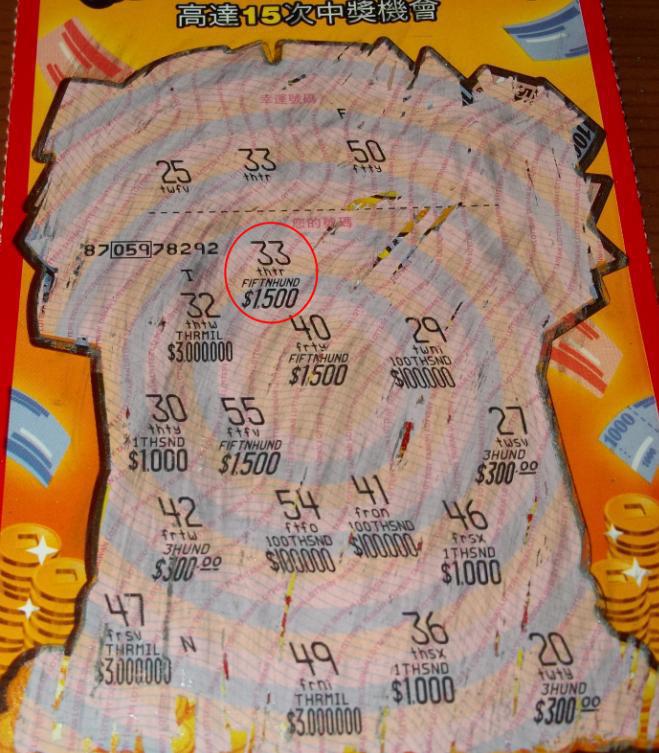 高達15次中獎機會
幸運號碼
F
25
twfv
33
thtr
50
ftty
您的號碼
8705978292
33
thtr
FIFTNHUND
$1,500
T
32
thtw
THRMIL
$3,000,000
40
frty
FIFTNHUND
$1,500
29
twni
100THSND
$100,000
30
thty
1THSND
$1,000
55
ftfv
FIFTNHUND
$1,500
27
twsv
3HUND
$300.00
42
frtw
3HUND
$300.00
54
ftfo
100THSND
$100,000
41
fron
100THSND
$100,000
46
frsx
1THSND
$1,000
47
frsv
THRMIL
$3,000,000
N
49
frni
THRMIL
$3,000,000
36
thsx
1THSND
$1,000
20
twty
3HUND
$300.00
1000